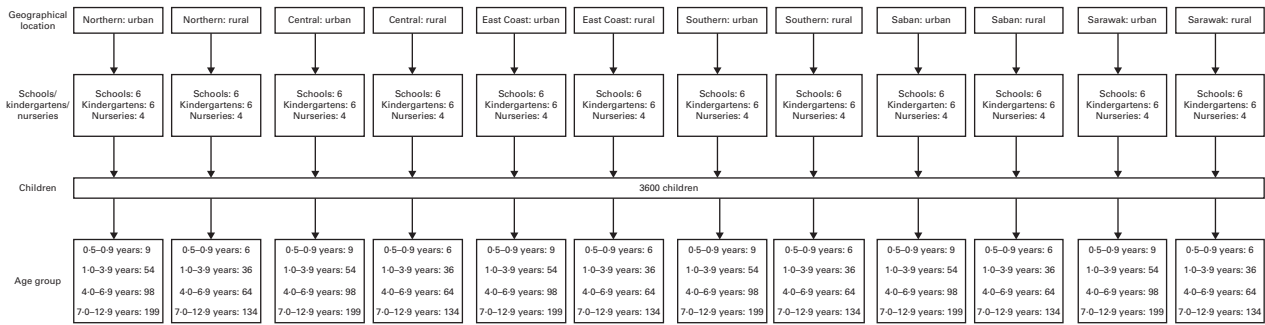 Geographical
location
Northern: urban
Northern: rural
Central: urban
Central: rural
East Coast: urban
East Coast: rural
Southern: urban
Southern: rural
Saban: urban
Saban: rural
Sarawak: urban
Sarawak: rural
Schools/
kindergartens/
nurseries
Schools: 6
Kindergartens: 6
Nurseries: 4
Schools: 6
Kindergartens: 6
Nurseries: 4
Schools: 6
Kindergartens: 6
Nurseries: 4
Schools: 6
Kindergartens: 6
Nurseries: 4
Schools: 6
Kindergartens: 6
Nurseries: 4
Schools: 6
Kindergartens: 6
Nurseries: 4
Schools: 6
Kindergartens: 6
Nurseries: 4
Schools: 6
Kindergartens: 6
Nurseries: 4
Schools: 6
Kindergartens: 6
Nurseries: 4
Schools: 6
Kindergartens: 6
Nurseries: 4
Schools: 6
Kindergartens: 6
Nurseries: 4
Schools: 6
Kindergartens: 6
Nurseries: 4
Children
3600 children
Age group
0·5–0·9 years: 9
1·0–3·9 years: 54
4·0–6·9 years: 98
7·0–12·9 years: 199
0·5–0·9 years: 6
1·0–3·9 years: 36
4·0–6·9 years: 64
7·0–12·9 years: 134
0·5–0·9 years: 9
1·0–3·9 years: 54
4·0–6·9 years: 98
7·0–12·9 years: 199
0·5–0·9 years: 6
1·0–3·9 years: 36
4·0–6·9 years: 64
7·0–12·9 years: 134
0·5–0·9 years: 9
1·0–3·9 years: 54
4·0–6·9 years: 98
7·0–12·9 years: 199
0·5–0·9 years: 6
1·0–3·9 years: 36
4·0–6·9 years: 64
7·0–12·9 years: 134
0·5–0·9 years: 9
1·0–3·9 years: 54
4·0–6·9 years: 98
7·0–12·9 years: 199
0·5–0·9 years: 6
1·0–3·9 years: 36
4·0–6·9 years: 64
7·0–12·9 years: 134
0·5–0·9 years: 9
1·0–3·9 years: 54
4·0–6·9 years: 98
7·0–12·9 years: 199
0·5–0·9 years: 6
1·0–3·9 years: 36
4·0–6·9 years: 64
7·0–12·9 years: 134
0·5–0·9 years: 9
1·0–3·9 years: 54
4·0–6·9 years: 98
7·0–12·9 years: 199
0·5–0·9 years: 6
1·0–3·9 years: 36
4·0–6·9 years: 64
7·0–12·9 years: 134